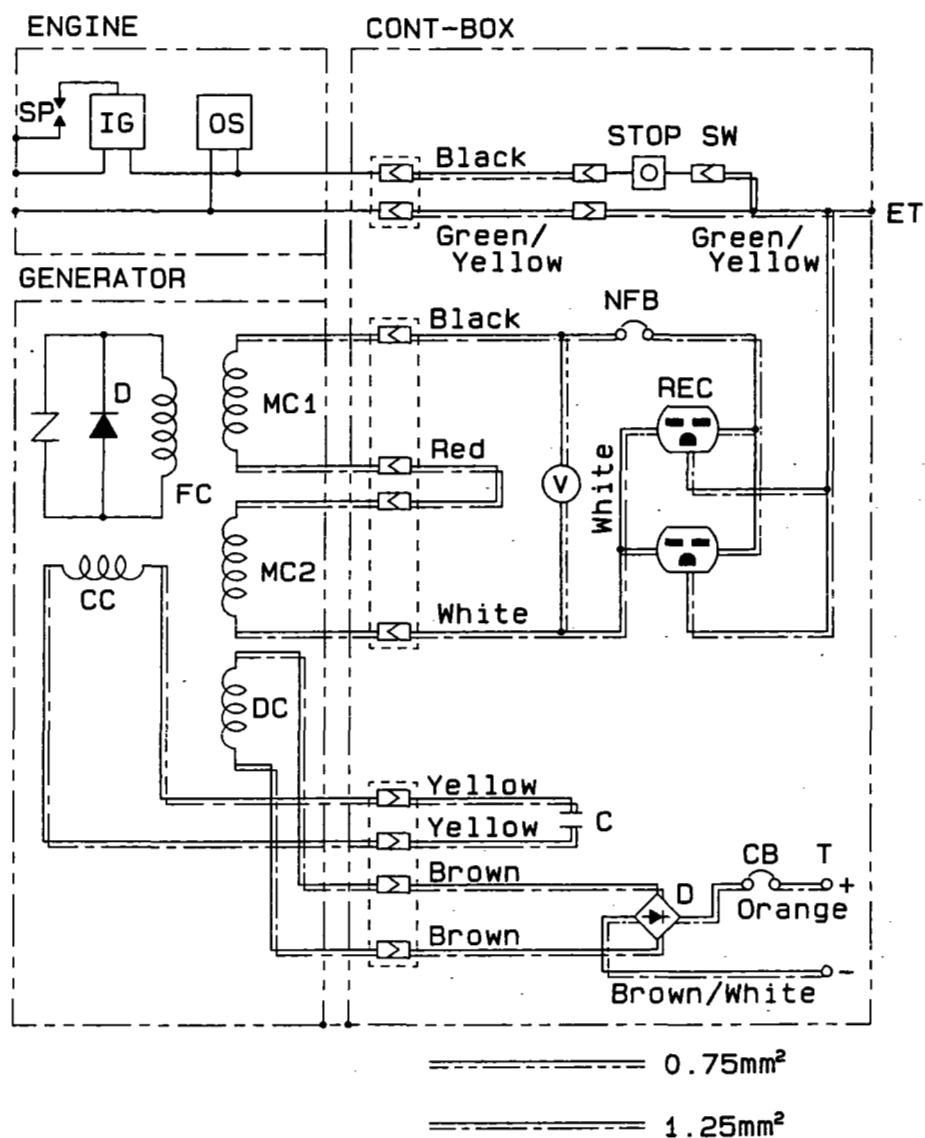 ENGINE
CONT-BOX
SP
IG
OS
STOP SW
Black
ET
Green/
Yellow
Green/
Yellow
GENERATOR
NFB
Black
D
MC1
REC
Red
FC
V
White
MC2
CC
White
DC
Yellow
C
Yellow
CB
T
Brown
D
+
Orange
Brown
-
Brown/White
0.75mm²
1.25mm²